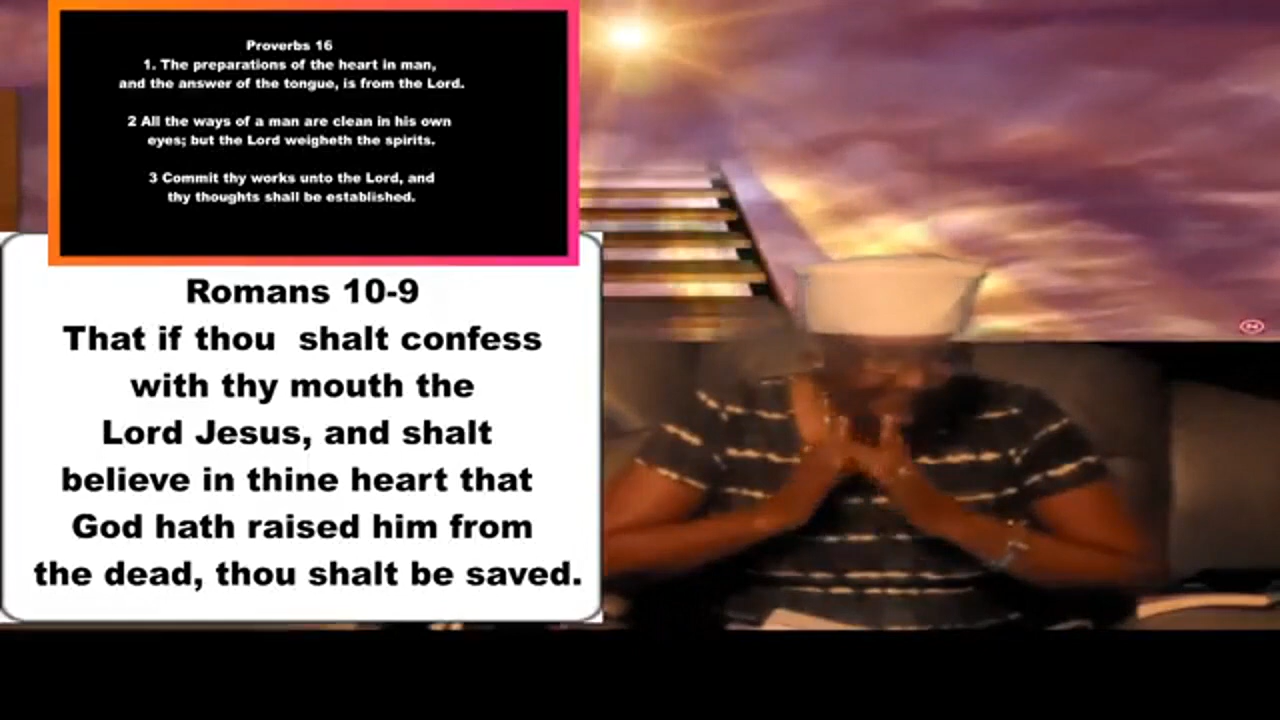 Proverbs 16
1. The preparations of the heart in man,
and the answer of the tongue, is from the Lord.
2 All the ways of a man are clean in his own
eyes; but the Lord weigheth the spirits.
3 Commit thy works unto the Lord, and
thy thoughts shall be established.
Romans 10-9
That if thou shalt confess
with thy mouth the
Lord Jesus, and shalt
believe in thine heart that
God hath raised him from
the dead, thou shalt be saved.